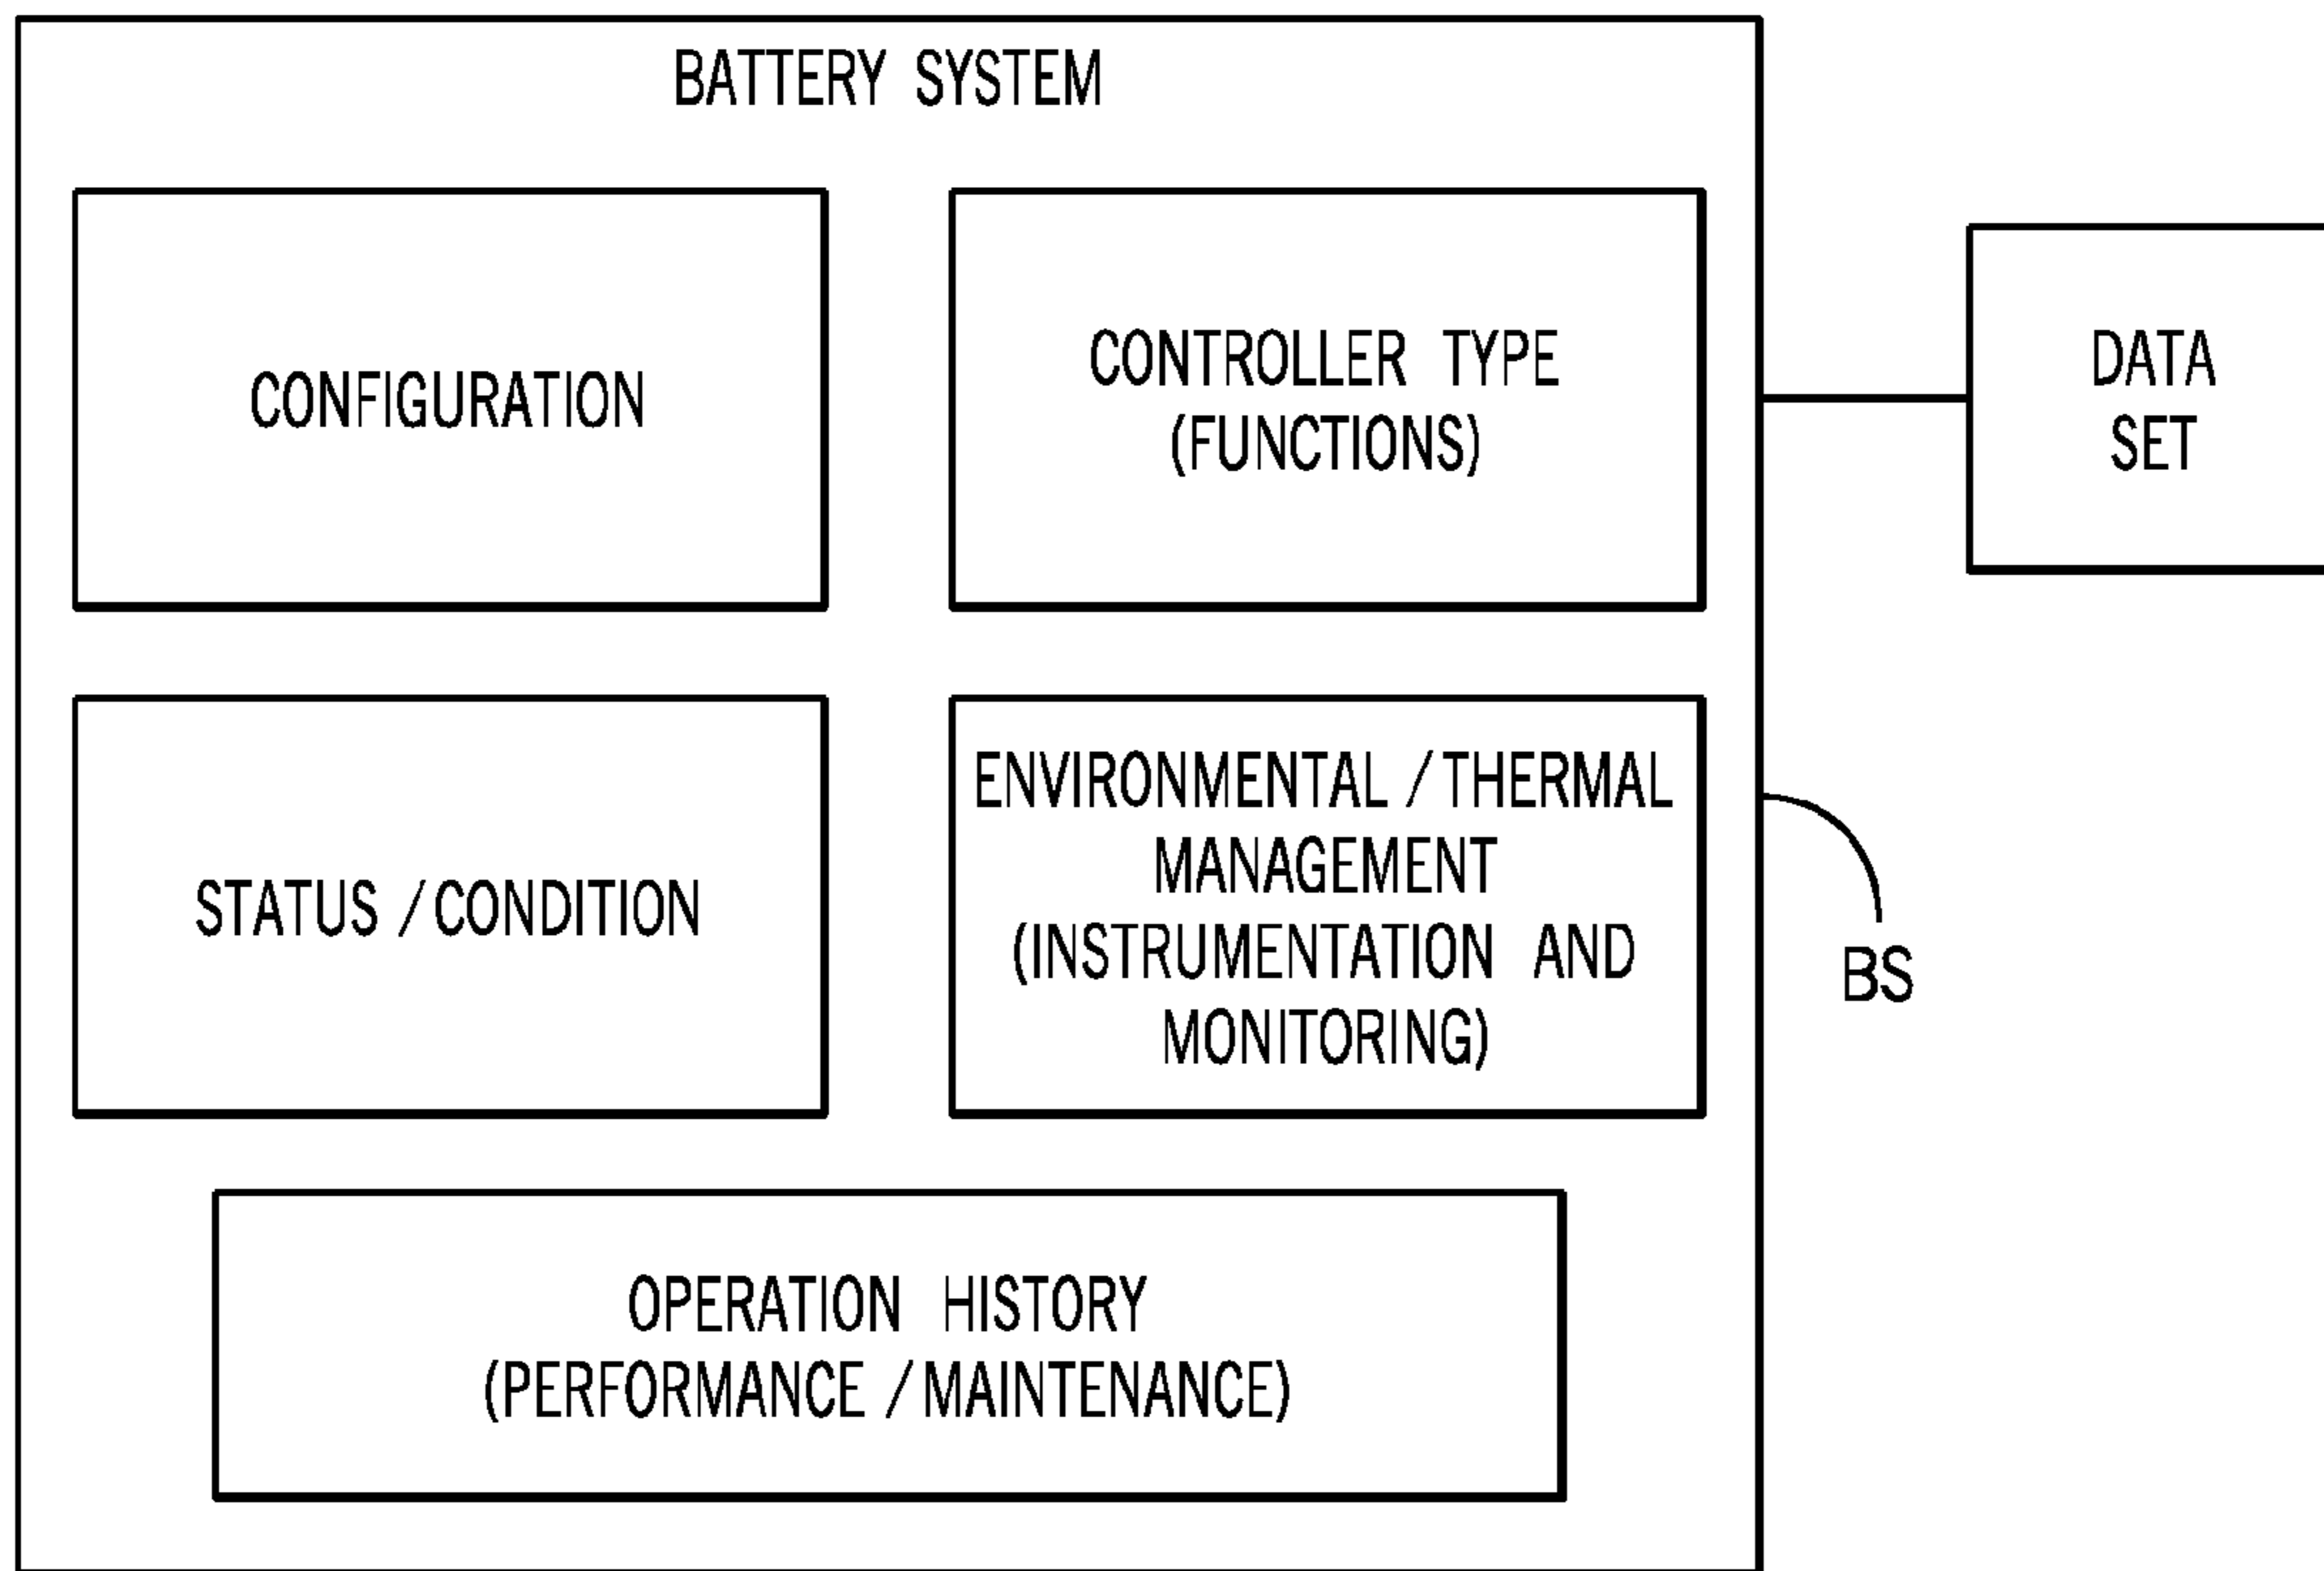 BATTERY SYSTEM
CONFIGURATION
CONTROLLER TYPE
(FUNCTIONS)
DATA
SET
STATUS / CONDITION
ENVIRONMENTAL / THERMAL
MANAGEMENT
(INSTRUMENTATION AND
MONITORING)
BS
OPERATION HISTORY
(PERFORMANCE / MAINTENANCE)